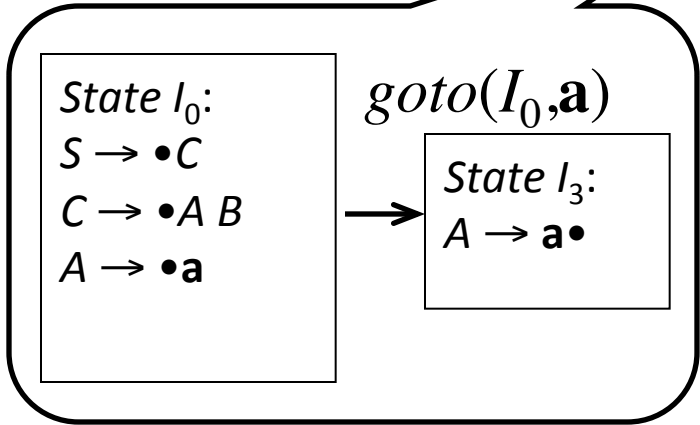 State I₀:
S → •C
C → •A B
A → •a
goto(I₀,a)
State I₃:
A → a•